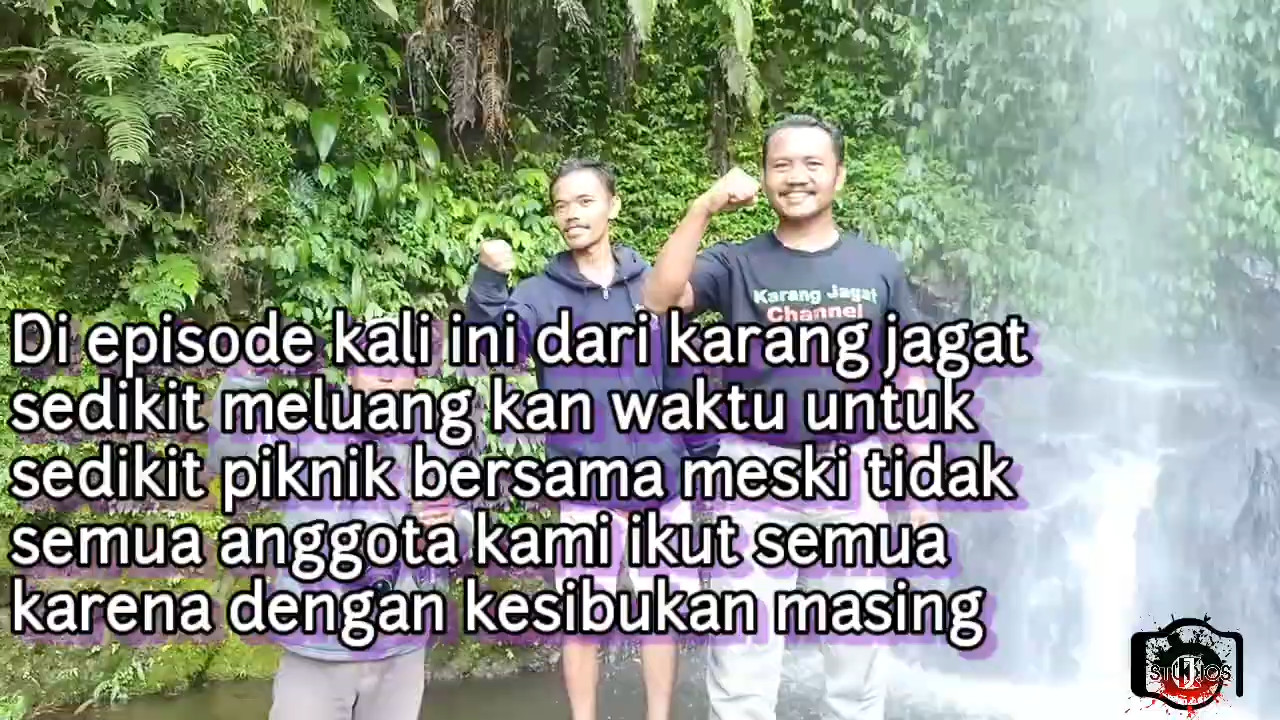 Karang Jagat
Channel
Di episode kali ini dari karang jagat
sedikit meluang kan waktu untuk
sedikit piknik bersama meski tidak
semua anggota kami ikut semua
karena dengan kesibukan masing